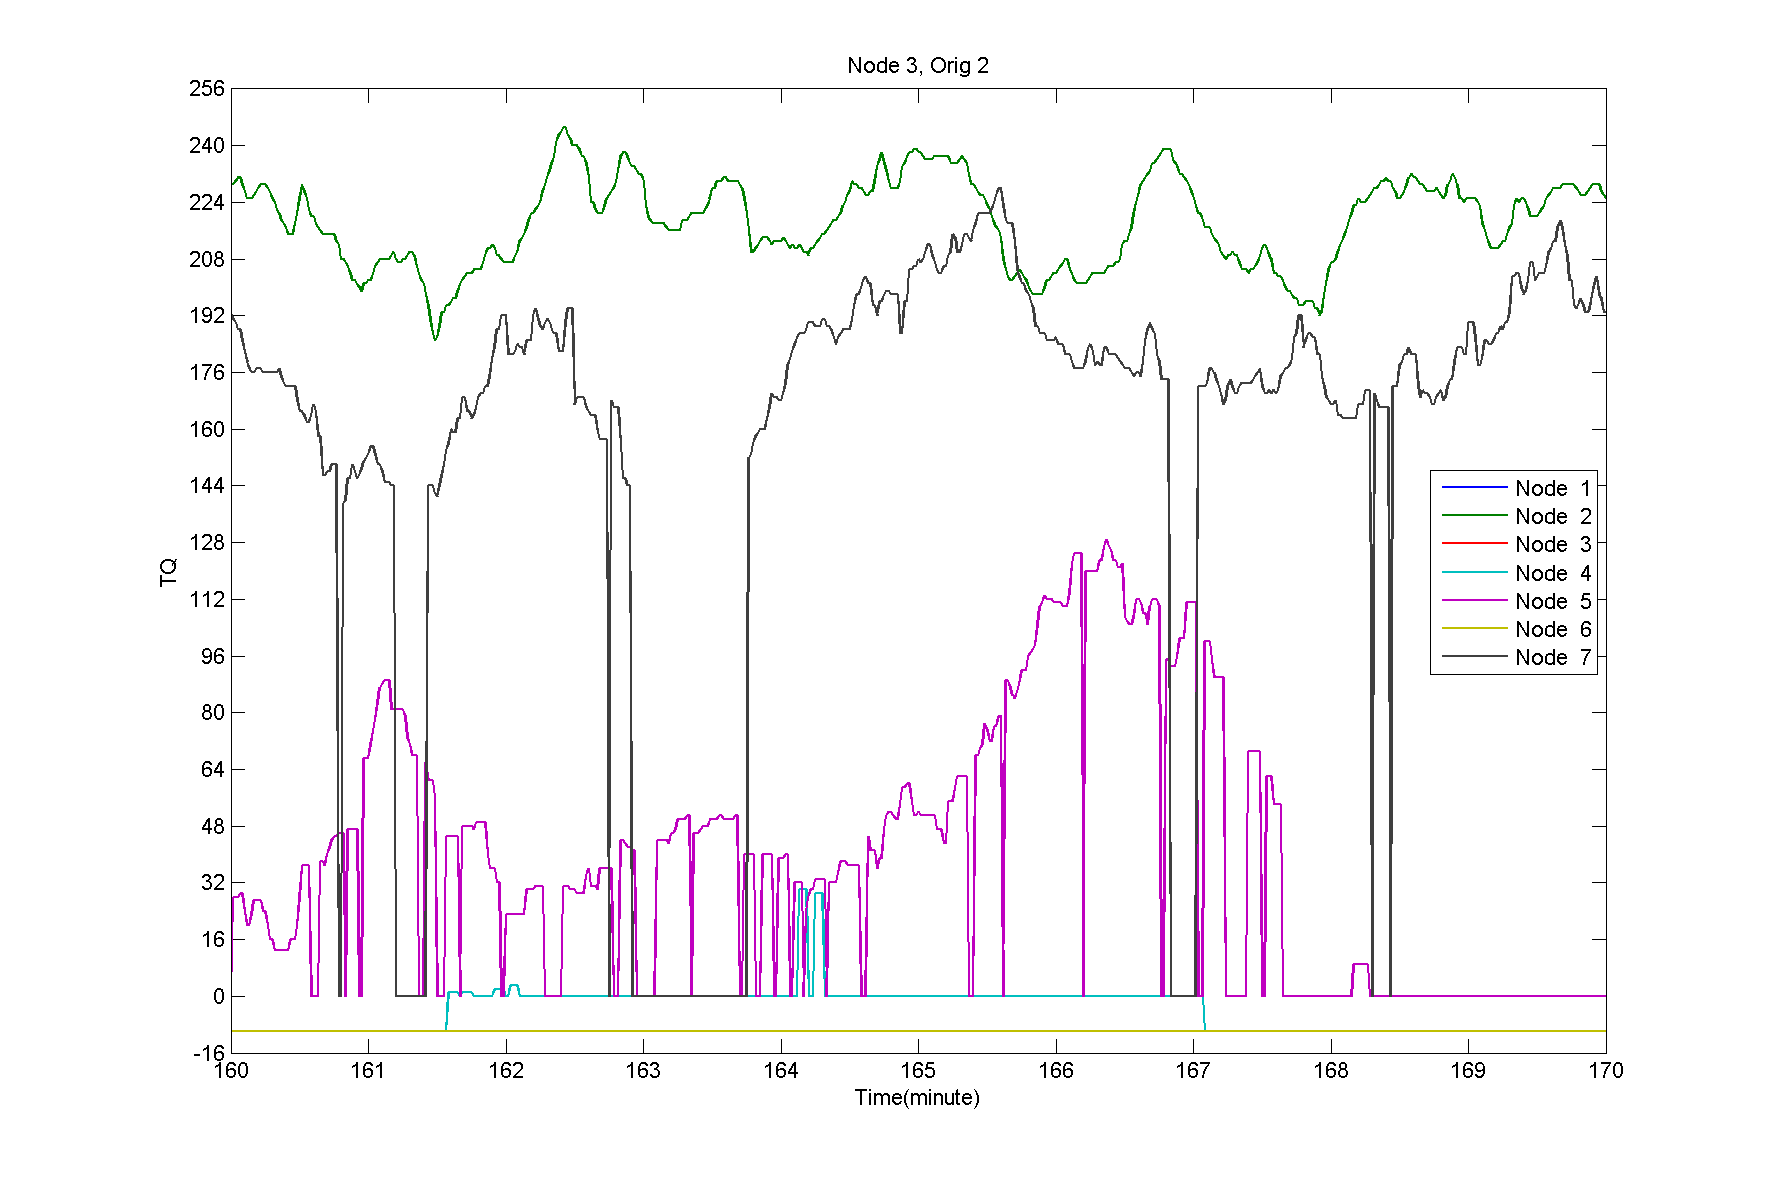 Node 3, Orig 2
256
240
224
208
192
176
160
144
128
112
96
80
64
48
32
16
0
-16
TQ
Node 1
Node 2
Node 3
Node 4
Node 5
Node 6
Node 7
160 161 162 163 164 165 166 167 168 169 170
Time(minute)